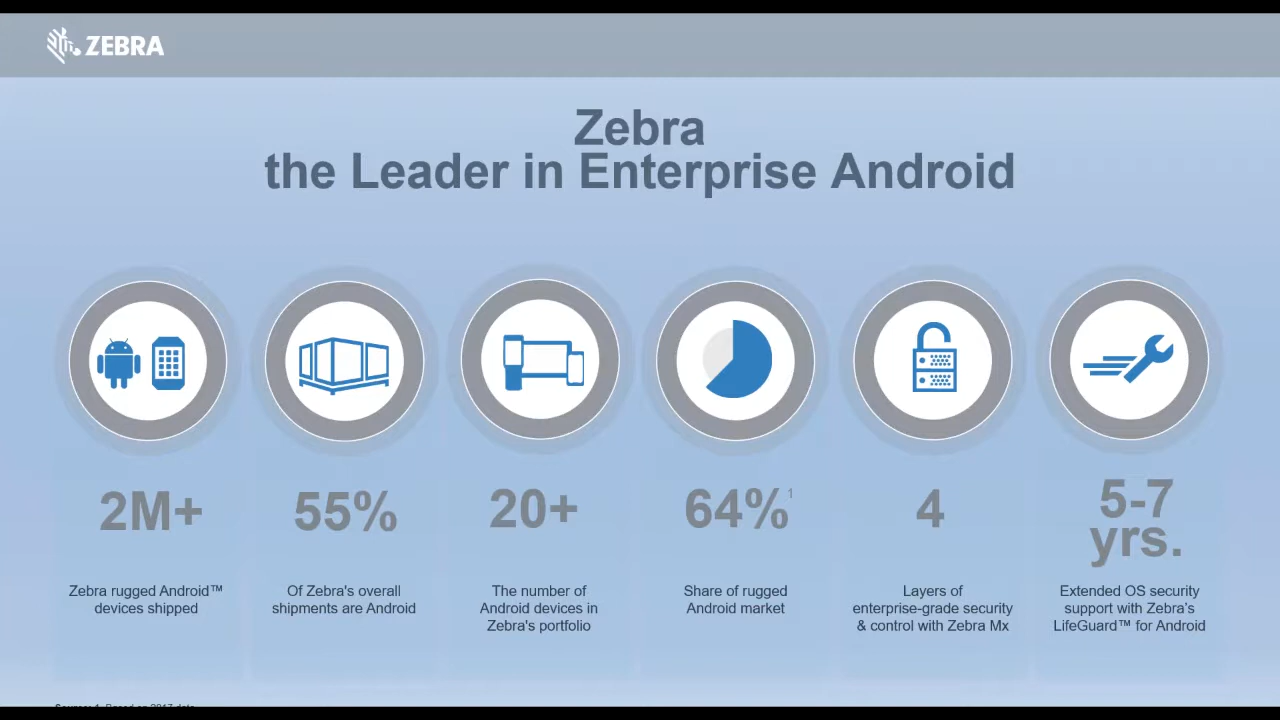 ZEBRA
Zebra
the Leader in Enterprise Android
2M+
Zebra rugged Android™
devices shipped
55%
Of Zebra's overall
shipments are Android
20+
The number of
Android devices in
Zebra's portfolio
64%¹
Share of rugged
Android market
4
Layers of
enterprise-grade security
& control with Zebra Mx
5-7
yrs.
Extended OS security
support with Zebra’s
LifeGuard™ for Android